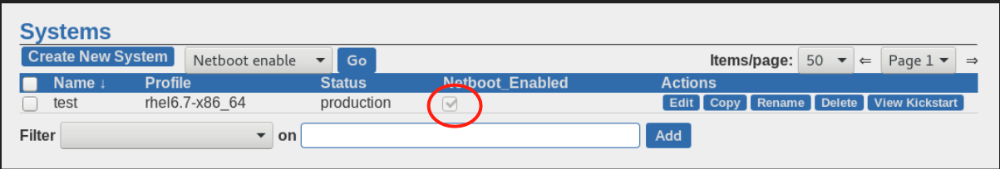 Systems
Create New System Netboot enable Go Items/page: 50 ⇐ Page 1 ⇒
Name ↓ Profile Status Netboot_Enabled Actions
test rhel6.7-x86_64 production Edit Copy Rename Delete View Kickstart
Filter on Add